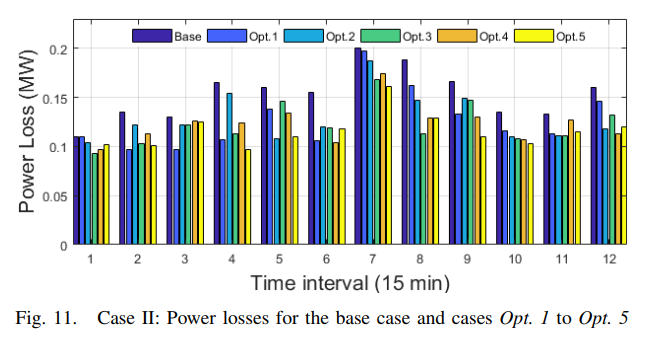 Base Opt.1 Opt.2 Opt.3 Opt.4 Opt.5
0.2
0.15
0.1
0.05
0
Power Loss (MW)
1 2 3 4 5 6 7 8 9 10 11 12
Time interval (15 min)
Fig. 11. Case II: Power losses for the base case and cases Opt. 1 to Opt. 5